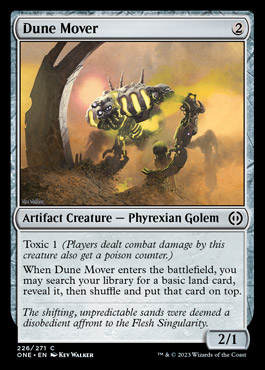 Dune Mover 2
Artifact Creature — Phyrexian Golem
Toxic 1 (Players dealt combat damage by this
creature also get a poison counter.)
When Dune Mover enters the battlefield, you
may search your library for a basic land card,
reveal it, then shuffle and put that card on top.
The shifting, unpredictable sands were deemed a
disobedient affront to the Flesh Singularity.
2/1
226/271 C
ONE • EN Key Walker
™ & © 2023 Wizards of the Coast